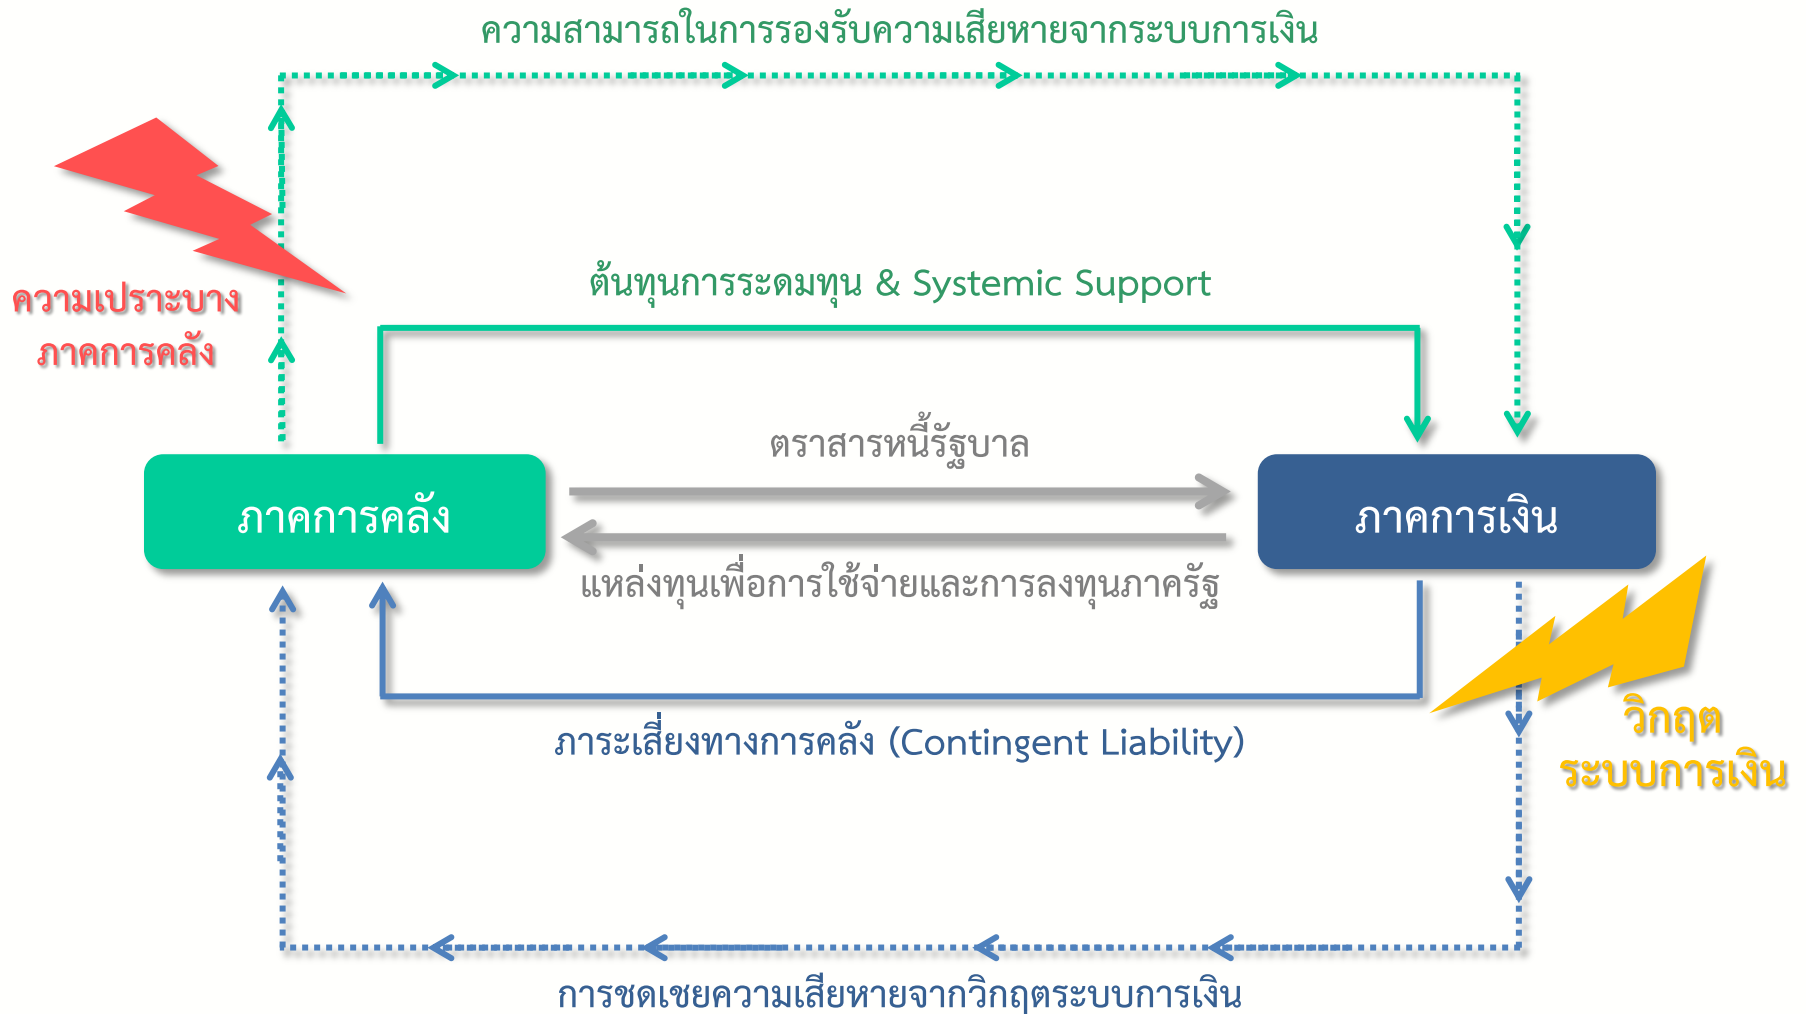 ความสามารถในการรองรับความเสียหายจากระบบการเงิน
ต้นทุนการระดมทุน & Systemic Support
ความเปราะบาง
ภาคการคลัง
ตราสารหนี้รัฐบาล
ภาคการคลัง
ภาคการเงิน
แหล่งทุนเพื่อการใช้จ่ายและการลงทุนภาครัฐ
ภาระเสี่ยงทางการคลัง (Contingent Liability)
วิกฤต
ระบบการเงิน
การชดเชยความเสียหายจากวิกฤตระบบการเงิน